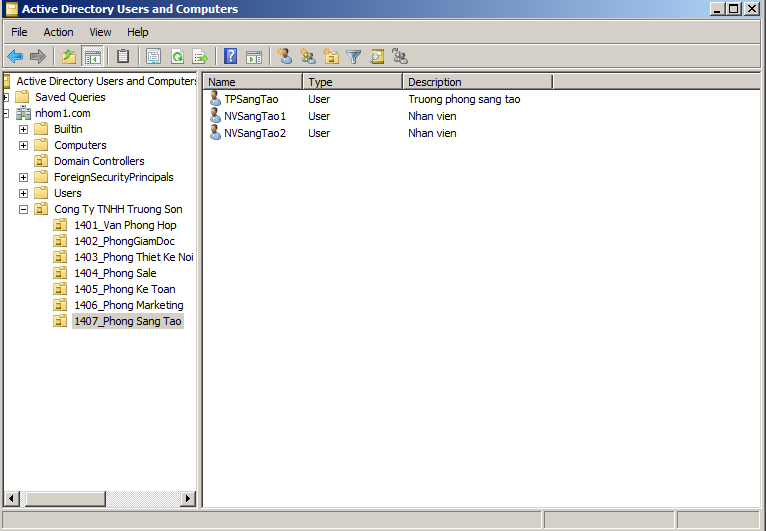 Active Directory Users and Computers
File Action View Help
Active Directory Users and Computers
Saved Queries
nhom1.com
Builtin
Computers
Domain Controllers
ForeignSecurityPrincipals
Users
Cong Ty TNHH Truong Son
1401_Van Phong Hop
1402_PhongGiamDoc
1403_Phong Thiet Ke Noi
1404_Phong Sale
1405_Phong Ke Toan
1406_Phong Marketing
1407_Phong Sang Tao
Name Type Description
TPSangTao User Truong phong sang tao
NVSangTao1 User Nhan vien
NVSangTao2 User Nhan vien